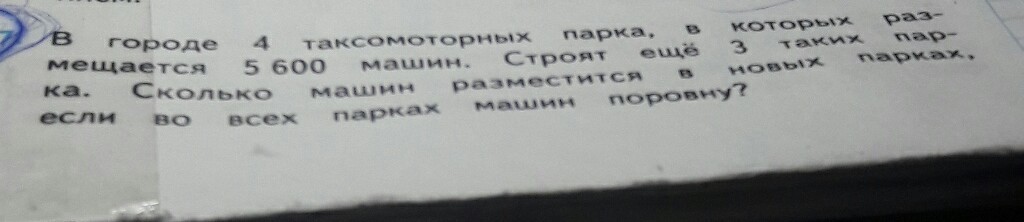 В городе 4 таксомоторных парка, в которых раз-
мещается 5 600 машин. Строят ещё 3 таких пар-
ка. Сколько машин разместится в новых парках,
если во всех парках машин поровну?